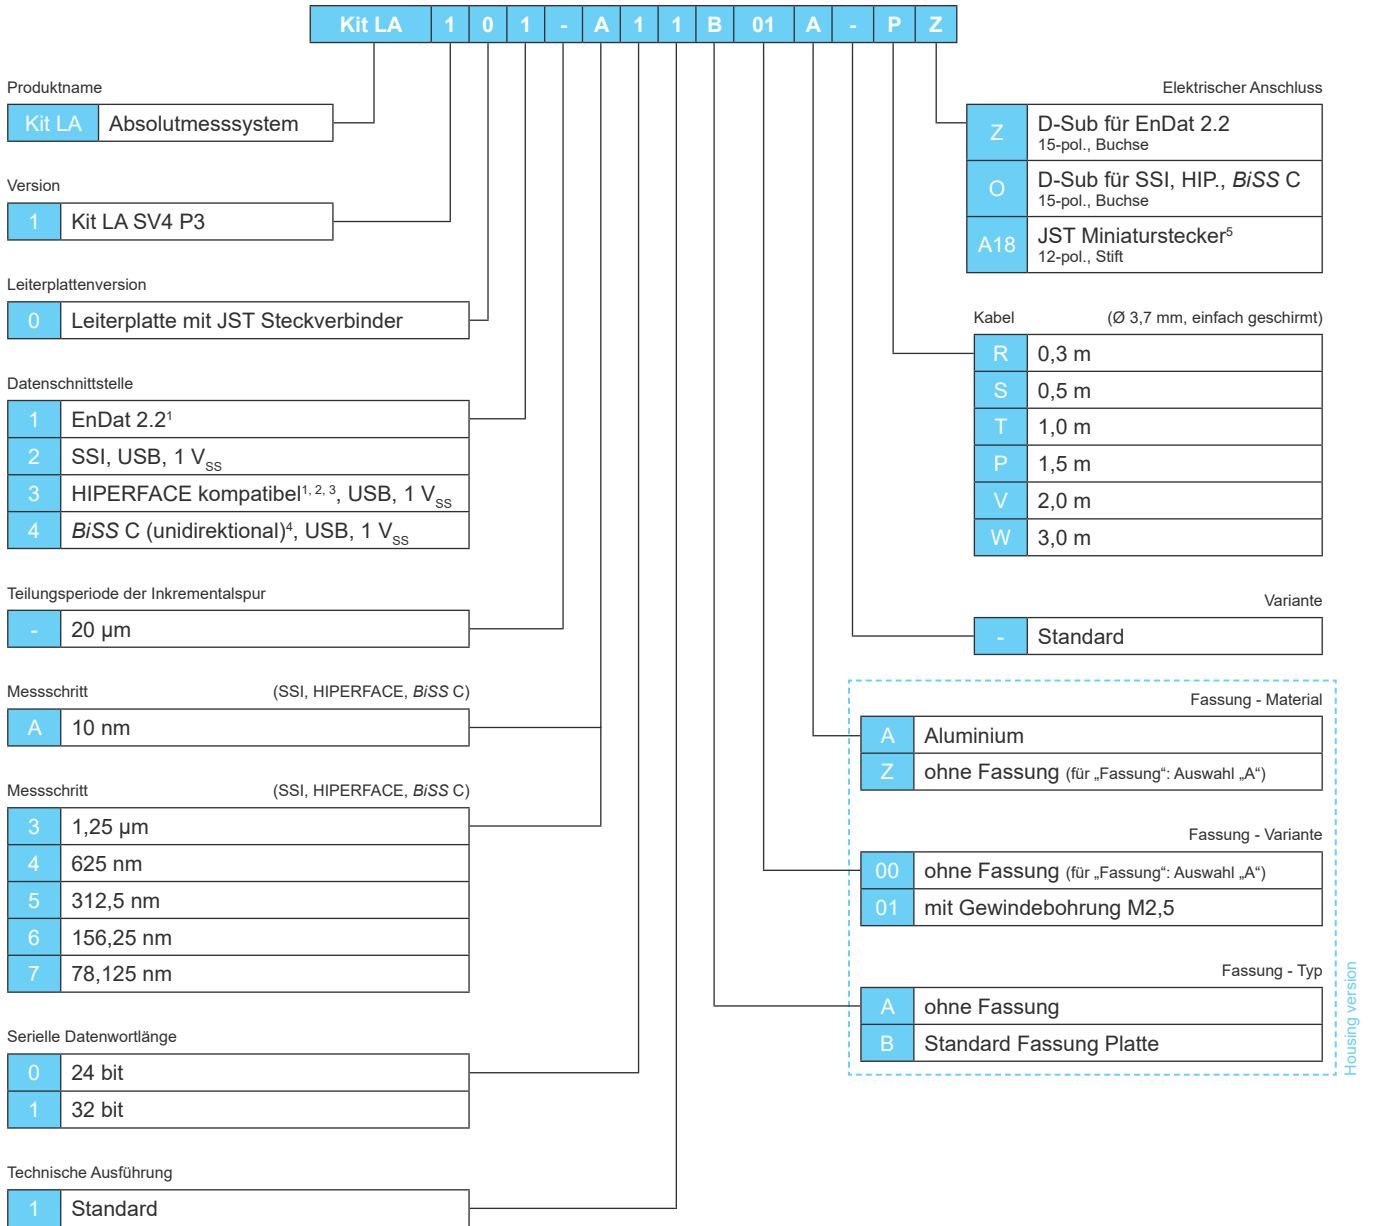 Kit LA 1 0 1 - A 1 1 B 01 A - P Z
Produktname
Kit LA Absolutmesssystem
Version
1 Kit LA SV4 P3
Leiterplattenversion
0 Leiterplatte mit JST Steckverbinder
Datenschnittstelle
1 EnDat 2.2¹
2 SSI, USB, 1 Vss
3 HIPERFACE kompatibel¹, ², ³, USB, 1 Vss
4 BiSS C (unidirektional)⁴, USB, 1 Vss
Teilungsperiode der Inkrementalspur
- 20 µm
Messschritt (SSI, HIPERFACE, BiSS C)
A 10 nm
Messschritt (SSI, HIPERFACE, BiSS C)
3 1,25 µm
4 625 nm
5 312,5 nm
6 156,25 nm
7 78,125 nm
Serielle Datenwortlänge
0 24 bit
1 32 bit
Technische Ausführung
1 Standard
Elektrischer Anschluss
Z D-Sub für EnDat 2.2
15-pol., Buchse
O D-Sub für SSI, HIP., BiSS C
15-pol., Buchse
A18 JST Miniaturstecker⁵
12-pol., Stift
Kabel (Ø 3,7 mm, einfach geschirmt)
R 0,3 m
S 0,5 m
T 1,0 m
P 1,5 m
V 2,0 m
W 3,0 m
Variante
- Standard
Fassung - Material
A Aluminium
Z ohne Fassung (für „Fassung“: Auswahl „A“)
Fassung - Variante
00 ohne Fassung (für „Fassung“: Auswahl „A“)
01 mit Gewindebohrung M2,5
Fassung - Typ
A ohne Fassung
B Standard Fassung Platte
Housing version